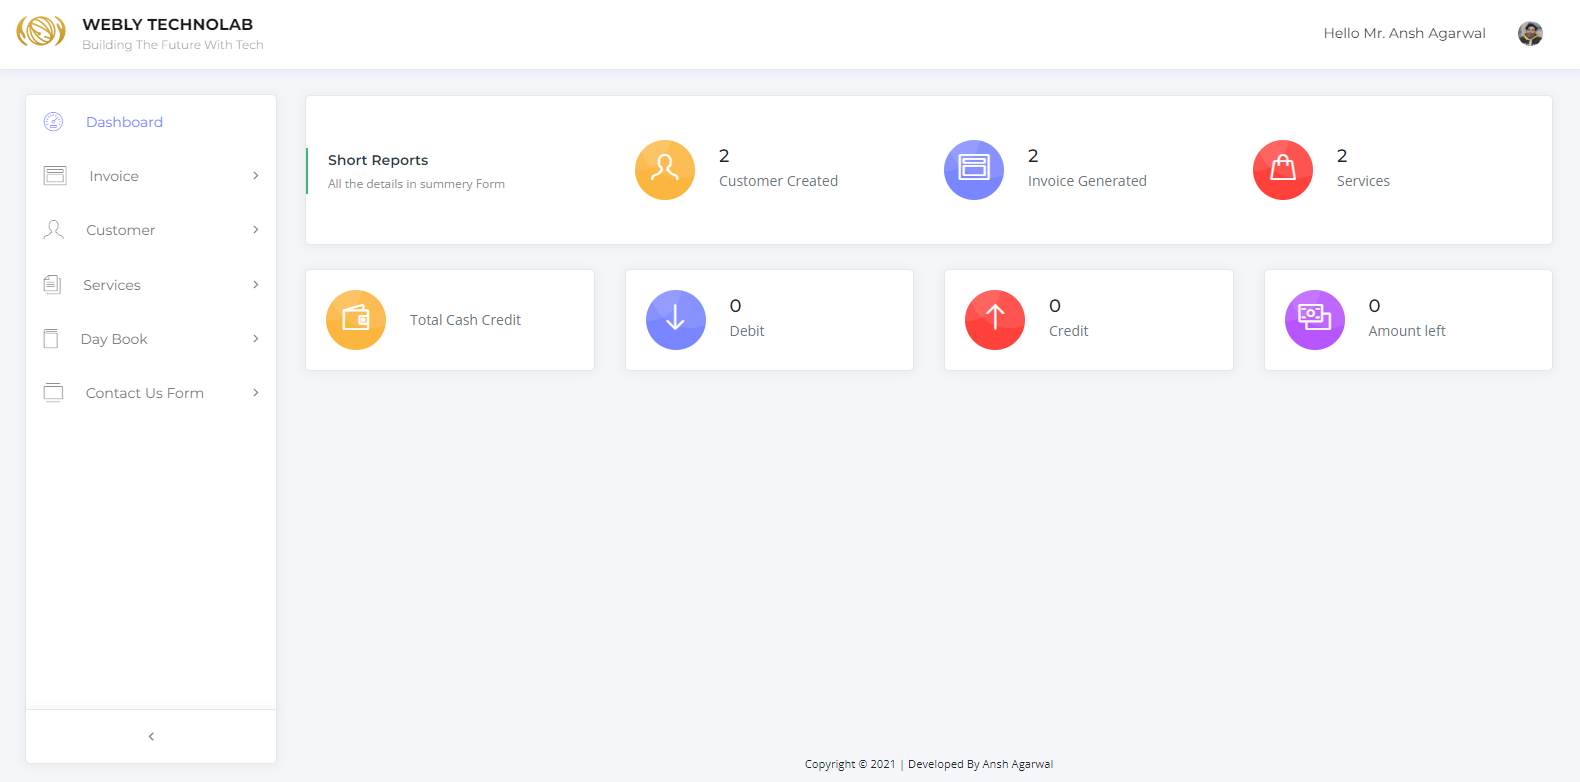 WEBLY TECHNOLAB
Building The Future With Tech
Hello Mr. Ansh Agarwal
Dashboard
Invoice
Customer
Services
Day Book
Contact Us Form
Short Reports
All the details in summery Form
2
Customer Created
2
Invoice Generated
2
Services
Total Cash Credit
0
Debit
0
Credit
0
Amount left
Copyright © 2021 | Developed By Ansh Agarwal